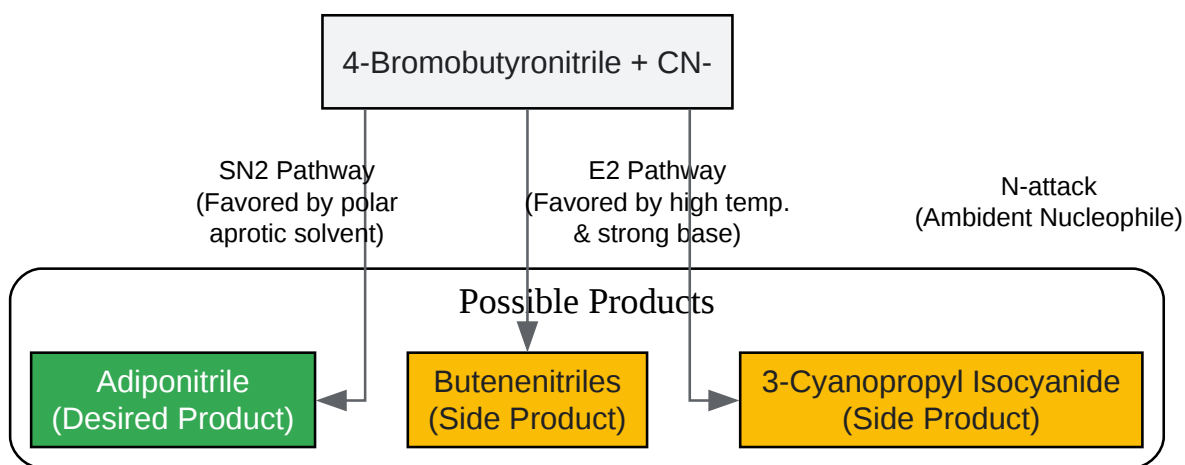 4-Bromobutyronitrile + CN-
SN2 Pathway
(Favored by polar
aprotic solvent)
E2 Pathway
(Favored by high temp.
& strong base)
N-attack
(Ambident Nucleophile)
Possible Products
Adiponitrile
(Desired Product)
Butenenitriles
(Side Product)
3-Cyanopropyl Isocyanide
(Side Product)